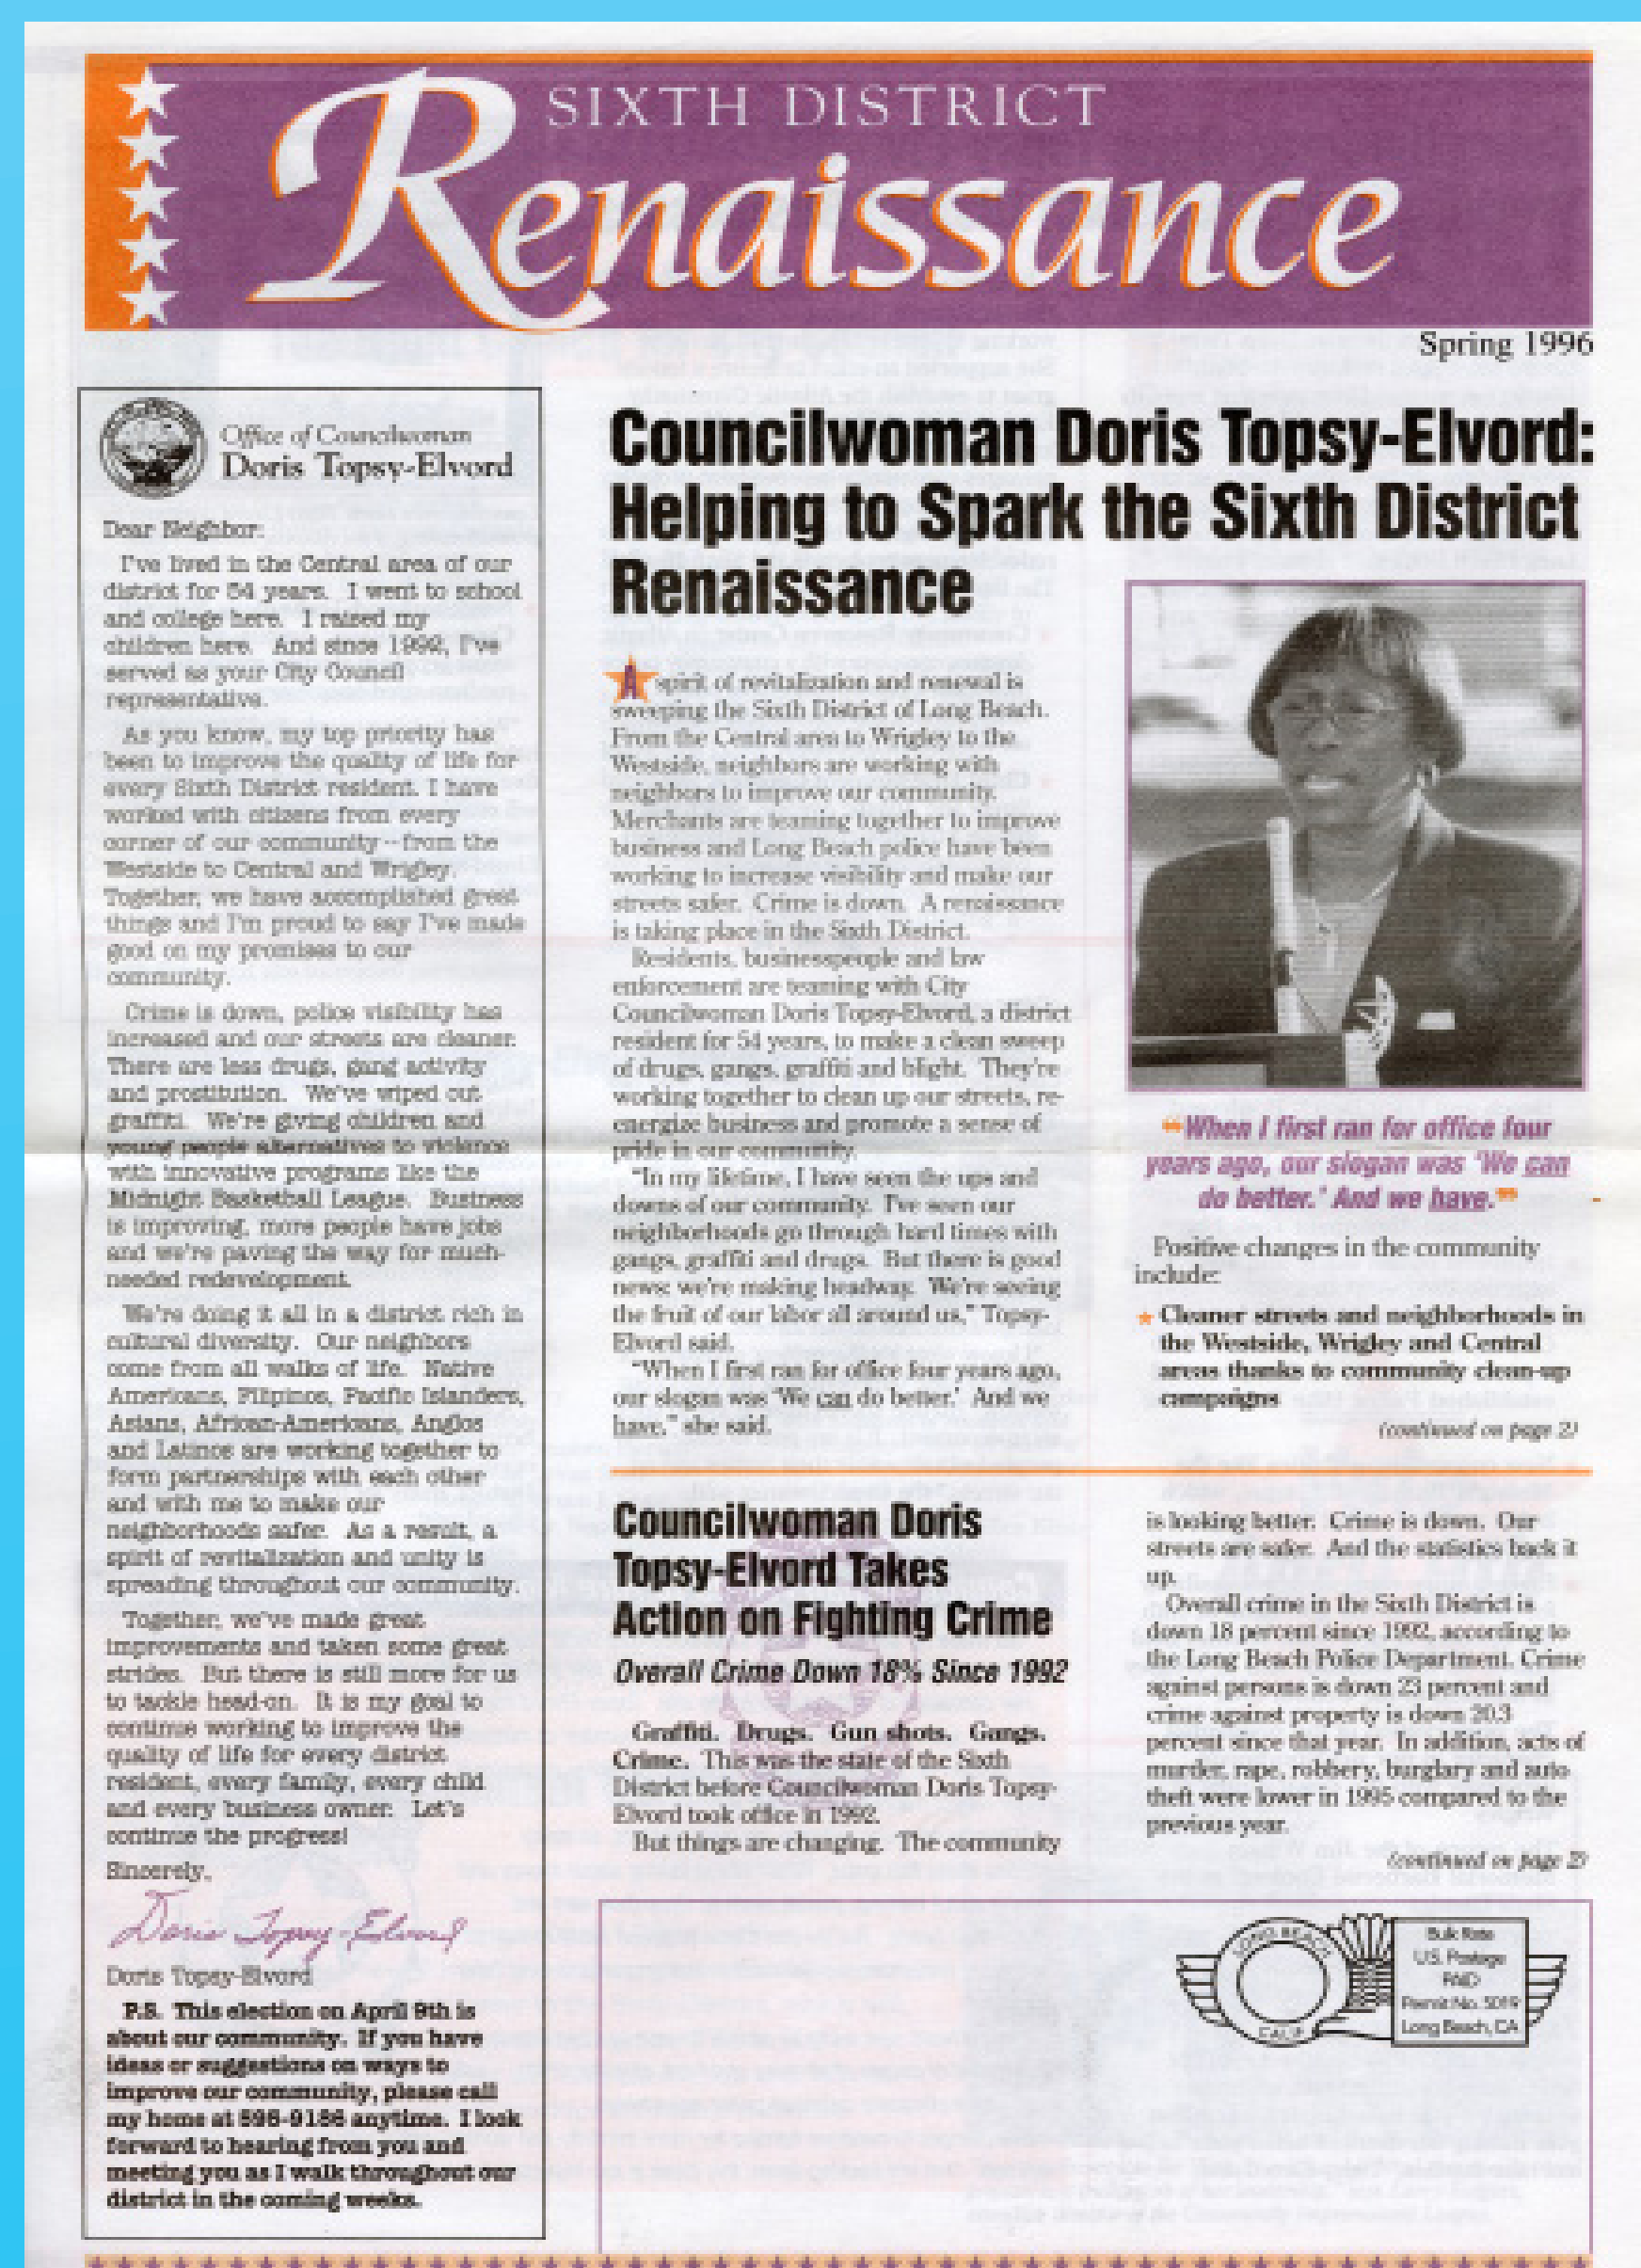 SIXTH DISTRICT
Renaissance
Spring 1996
Office of Councilwoman
Doris Topsy-Elvord
Dear Neighbor:
I've lived in the Central area of our
district for 54 years. I went to school
and college here. I raised my
children here. And since 1992, I've
served as your City Council
representative.
As you know, my top priority has
been to improve the quality of life for
every Sixth District resident. I have
worked with citizens from every
corner of our community--from the
Westside to Central and Wrigley.
Together, we have accomplished great
things and I'm proud to say I've made
good on my promises to our
community.
Crime is down, police visibility has
increased and our streets are cleaner.
There are less drugs, gang activity
and prostitution. We've wiped out
graffiti. We're giving children and
young people alternatives to violence
with innovative programs like the
Midnight Basketball League. Business
is improving, more people have jobs
and we're paving the way for much-
needed redevelopment.
We're doing it all in a district rich in
cultural diversity. Our neighbors
come from all walks of life. Native
Americans, Filipinos, Pacific Islanders,
Asians, African-Americans, Anglos
and Latinos are working together to
form partnerships with each other
and with me to make our
neighborhoods safer. As a result, a
spirit of revitalization and unity is
spreading throughout our community.
Together, we've made great
improvements and taken some great
strides. But there is still more for us
to tackle head-on. It is my goal to
continue working to improve the
quality of life for every district
resident, every family, every child
and every business owner. Let's
continue the progress!
Sincerely,
Doris Topsy-Elvord
Doris Topsy-Elvord
P.S. This election on April 9th is
about our community. If you have
ideas or suggestions on ways to
improve our community, please call
my home at anytime. I look
forward to hearing from you and
meeting you as I walk throughout our
district in the coming weeks.
Councilwoman Doris Topsy-Elvord:
Helping to Spark the Sixth District
Renaissance
A spirit of revitalization and renewal is
sweeping the Sixth District of Long Beach.
From the Central area to Wrigley to the
Westside, neighbors are working with
neighbors to improve our community.
Merchants are teaming together to improve
business and Long Beach police have been
working to increase visibility and make our
streets safer. Crime is down. A renaissance
is taking place in the Sixth District.
Residents, businesspeople and law
enforcement are teaming with City
Councilwoman Doris Topsy-Elvord, a district
resident for 54 years, to make a clean sweep
of drugs, gangs, graffiti and blight. They're
working together to clean up our streets, re-
energize business and promote a sense of
pride in our community.
"In my lifetime, I have seen the ups and
downs of our community. I've seen our
neighborhoods go through hard times with
gangs, graffiti and drugs. But there is good
news: we're making headway. We're seeing
the fruit of our labor all around us," Topsy-
Elvord said.
"When I first ran for office four years ago,
our slogan was 'We can do better.' And we
have," she said.
"When I first ran for office four
years ago, our slogan was 'We can
do better.' And we have."
Positive changes in the community
include:
★ Cleaner streets and neighborhoods in
the Westside, Wrigley and Central
areas thanks to community clean-up
campaigns
(continued on page 2)
Councilwoman Doris
Topsy-Elvord Takes
Action on Fighting Crime
Overall Crime Down 18% Since 1992
Graffiti. Drugs. Gun shots. Gangs.
Crime. This was the state of the Sixth
District before Councilwoman Doris Topsy-
Elvord took office in 1992.
But things are changing. The community
is looking better. Crime is down. Our
streets are safer. And the statistics back it
up.
Overall crime in the Sixth District is
down 18 percent since 1992, according to
the Long Beach Police Department. Crime
against persons is down 23 percent and
crime against property is down 20.3
percent since that year. In addition, acts of
murder, rape, robbery, burglary and auto
theft were lower in 1995 compared to the
previous year.
(continued on page 2)
LONG BEACH
CALIF
Bulk Rate
U.S. Postage
PAID
Permit No. 5019
Long Beach, CA